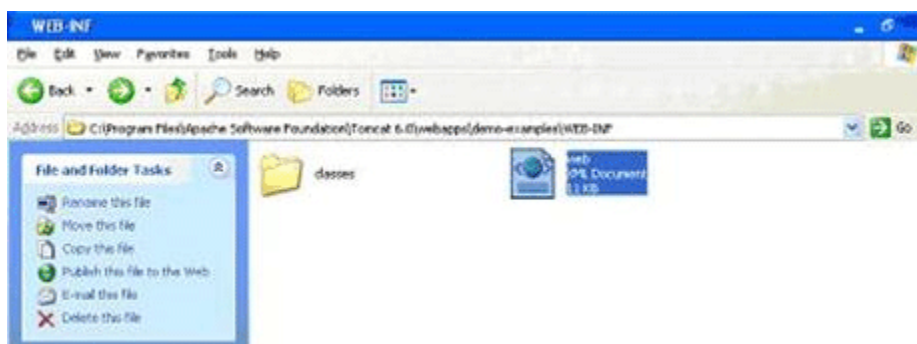 WEB-INF
File Edit View Favorites Tools Help
Back Search Folders
Address C:\Program Files\Apache Software Foundation\Tomcat 6.0\webapps\demo-examples\WEB-INF Go
File and Folder Tasks
Rename this file
Move this file
Copy this file
Publish this file to the Web
E-mail this file
Delete this file
classes
web
XML Document
KB